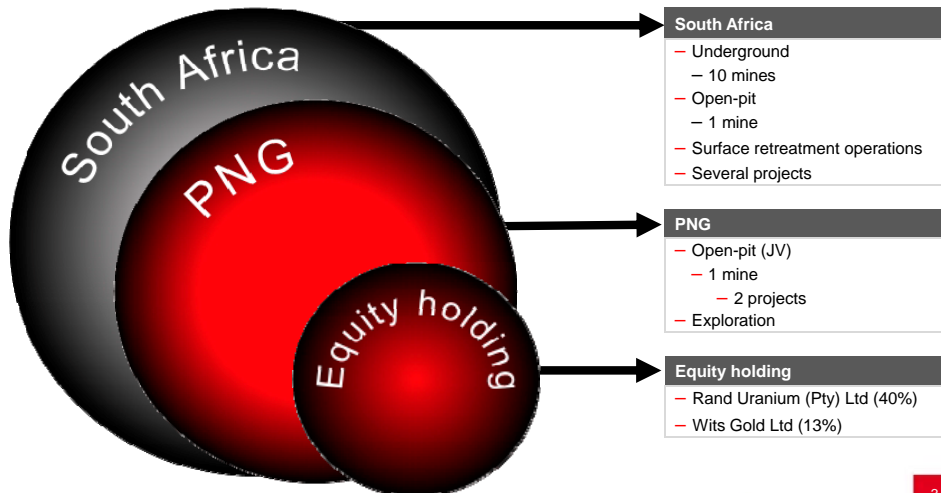 South Africa
PNG
Equity holding
South Africa
– Underground
– 10 mines
– Open-pit
– 1 mine
– Surface retreatment operations
– Several projects
PNG
– Open-pit (JV)
– 1 mine
– 2 projects
– Exploration
Equity holding
– Rand Uranium (Pty) Ltd (40%)
– Wits Gold Ltd (13%)